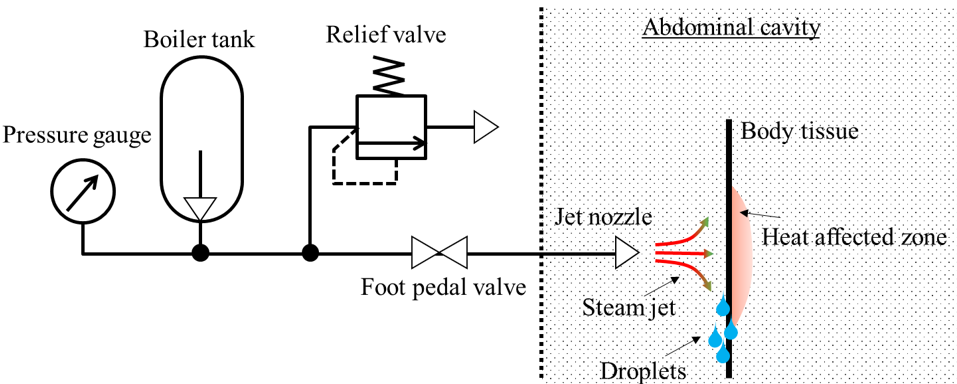 Abdominal cavity
Relief valve
Boiler tank
Pressure gauge
Body tissue
Jet nozzle
Heat affected zone
Foot pedal valve
Steam jet
Droplets